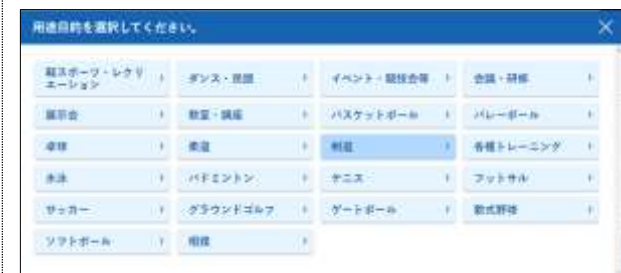 用途目的を選択してください。
軽スポーツ・レクリ
エーション
ダンス・民踊
イベント・競技会等
会議・研修
展示会
教室・講座
バスケットボール
バレーボール
卓球
柔道
剣道
各種トレーニング
水泳
バドミントン
テニス
フットサル
サッカー
グラウンドゴルフ
ゲートボール
軟式野球
ソフトボール
相撲